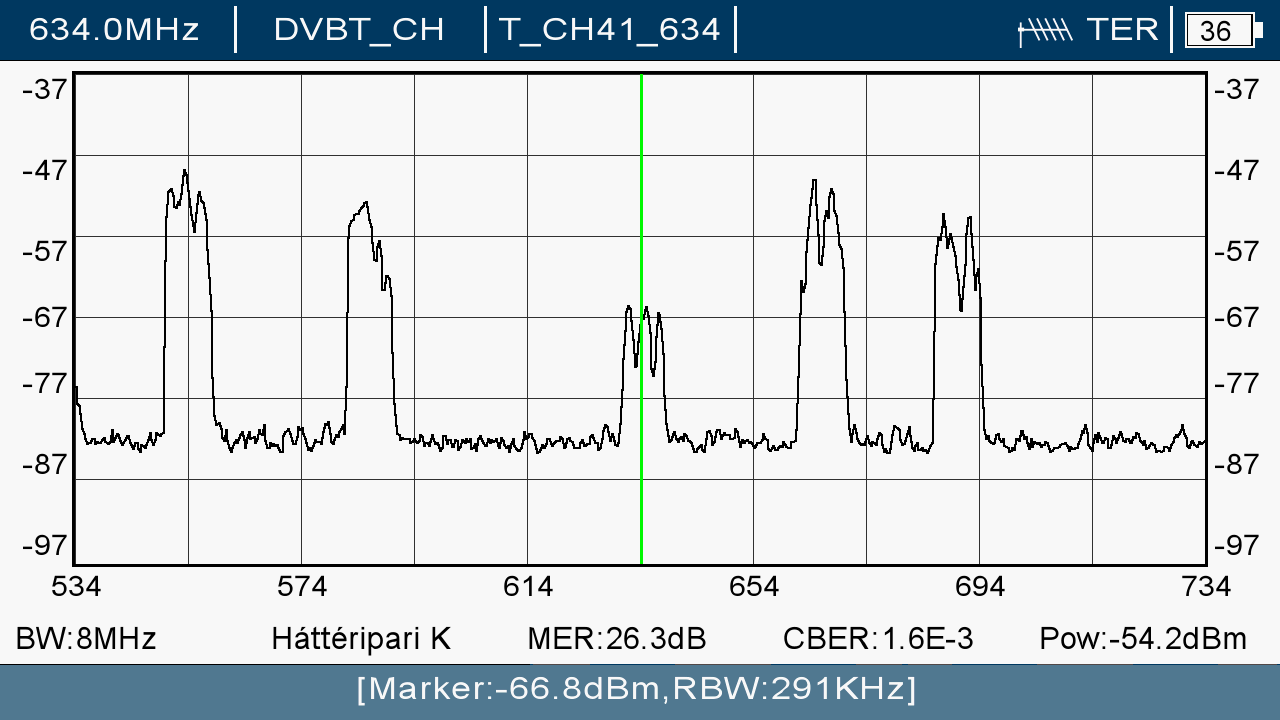 634.0MHz DVBT_CH T_CH41_634 TER 36
-37 -37
-47 -47
-57 -57
-67 -67
-77 -77
-87 -87
-97 -97
534 574 614 654 694 734
BW:8MHz Háttéripari K MER:26.3dB CBER:1.6E-3 Pow:-54.2dBm
[Marker:-66.8dBm,RBW:291KHz]